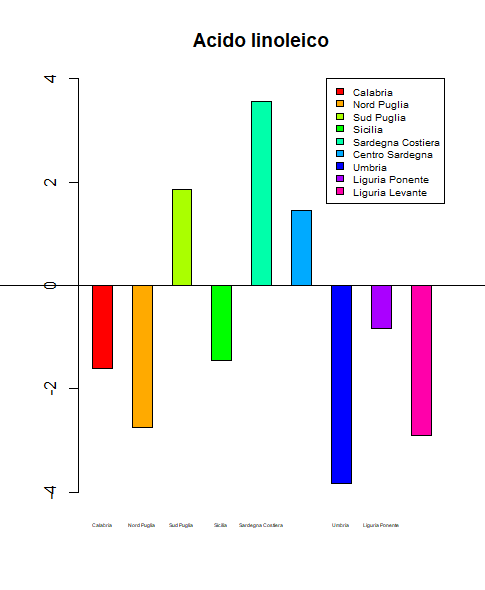 Acido linoleico
4
2
0
-2
-4
Calabria
Nord Puglia
Sud Puglia
Sicilia
Sardegna Costiera
Centro Sardegna
Umbria
Liguria Ponente
Liguria Levante
Calabria Nord Puglia Sud Puglia Sicilia Sardegna Costiera Umbria Liguria Ponente